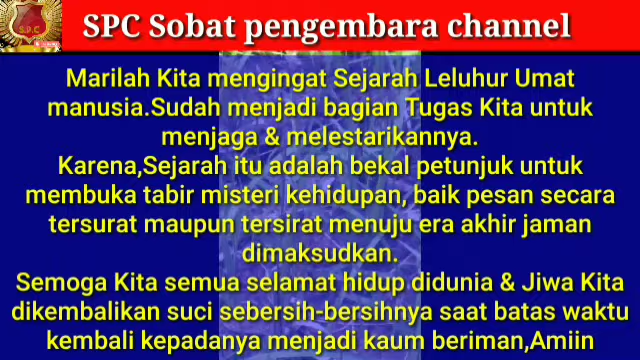 S.P.C
SPC Sobat pengembara channel
Marilah Kita mengingat Sejarah Leluhur Umat
manusia.Sudah menjadi bagian Tugas Kita untuk
menjaga & melestarikannya.
Karena,Sejarah itu adalah bekal petunjuk untuk
membuka tabir misteri kehidupan, baik pesan secara
tersurat maupun tersirat menuju era akhir jaman
dimaksudkan.
Semoga Kita semua selamat hidup didunia & Jiwa Kita
dikembalikan suci sebersih-bersihnya saat batas waktu
kembali kepadanya menjadi kaum beriman,Amiin